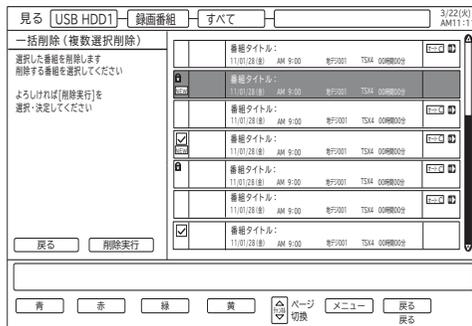 見る USB HDD1 録画番組 すべて
3/22(火)
AM11:1
一括削除(複数選択削除)
選択した番組を削除します
削除する番組を選択してください
よろしければ[削除実行]を
選択・決定してください
戻る 削除実行
番組タイトル:
11/01/28(金) AM 9:00 地デジ001 TSX4 00時間00分
番組タイトル:
NEW 11/01/28(金) AM 9:00 地デジ001 TSX4 00時間00分
番組タイトル:
11/01/28(金) AM 9:00 地デジ001 TSX4 00時間00分
番組タイトル:
NEW 11/01/28(金) AM 9:00 地デジ001 TSX4 00時間00分
番組タイトル:
11/01/28(金) AM 9:00 地デジ001 TSX4 00時間00分
番組タイトル:
11/01/28(金) AM 9:00 地デジ001 TSX4 00時間00分
番組タイトル:
11/01/28(金) AM 9:00 地デジ001 TSX4 00時間00分
青 赤 緑 黄 ページ
切換 メニュー 戻る
戻る